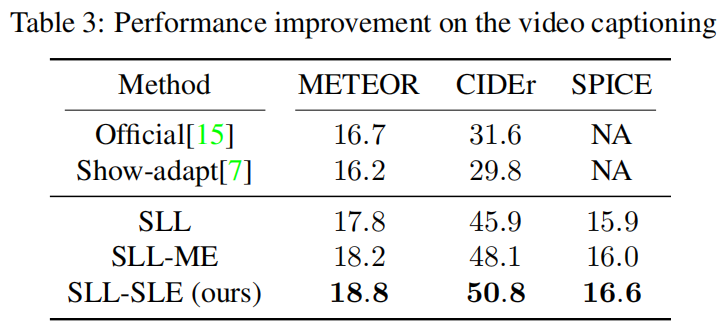 Table 3: Performance improvement on the video captioning
Method METEOR CIDEr SPICE
Official[15] 16.7 31.6 NA
Show-adapt[7] 16.2 29.8 NA
SLL 17.8 45.9 15.9
SLL-ME 18.2 48.1 16.0
SLL-SLE (ours) 18.8 50.8 16.6